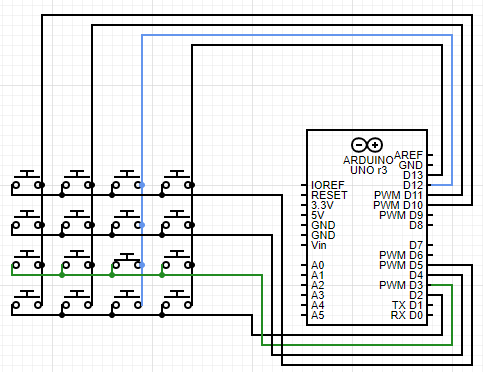 ARDUINO
UNO r3
AREF
GND
D13
IOREF
D12
RESET
PWM D11
3.3V
PWM D10
5V
PWM D9
GND
D8
GND
Vin
D7
PWM D6
A0
PWM D5
A1
D4
A2
PWM D3
A3
D2
A4
TX D1
A5
RX D0